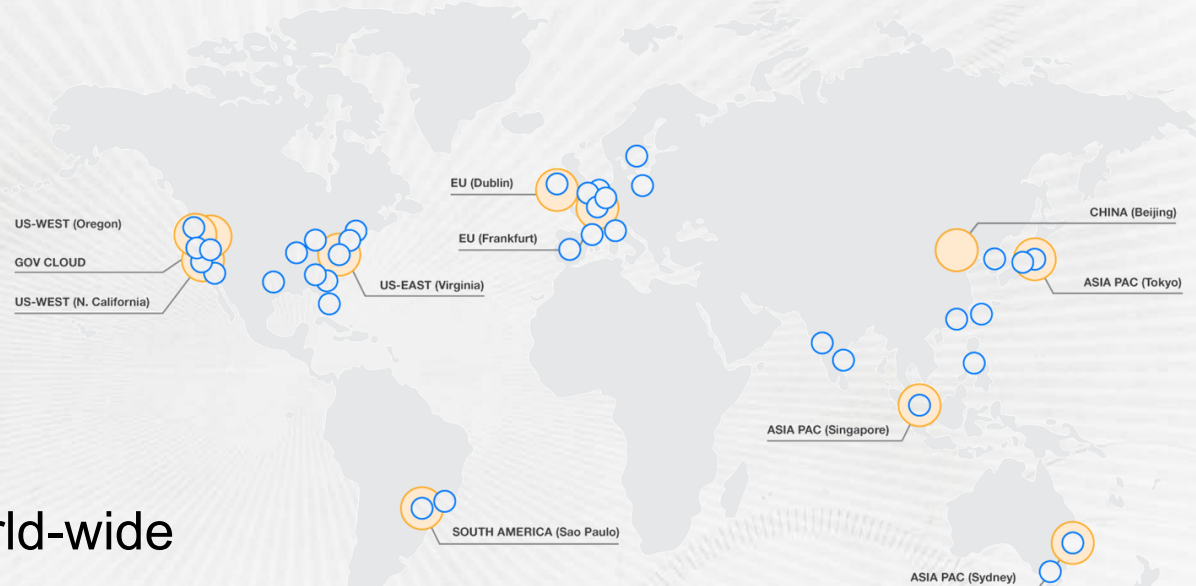 US-WEST (Oregon)
GOV CLOUD
US-WEST (N. California)
US-EAST (Virginia)
EU (Dublin)
EU (Frankfurt)
CHINA (Beijing)
ASIA PAC (Tokyo)
ASIA PAC (Singapore)
SOUTH AMERICA (Sao Paulo)
rld-wide
ASIA PAC (Sydney)